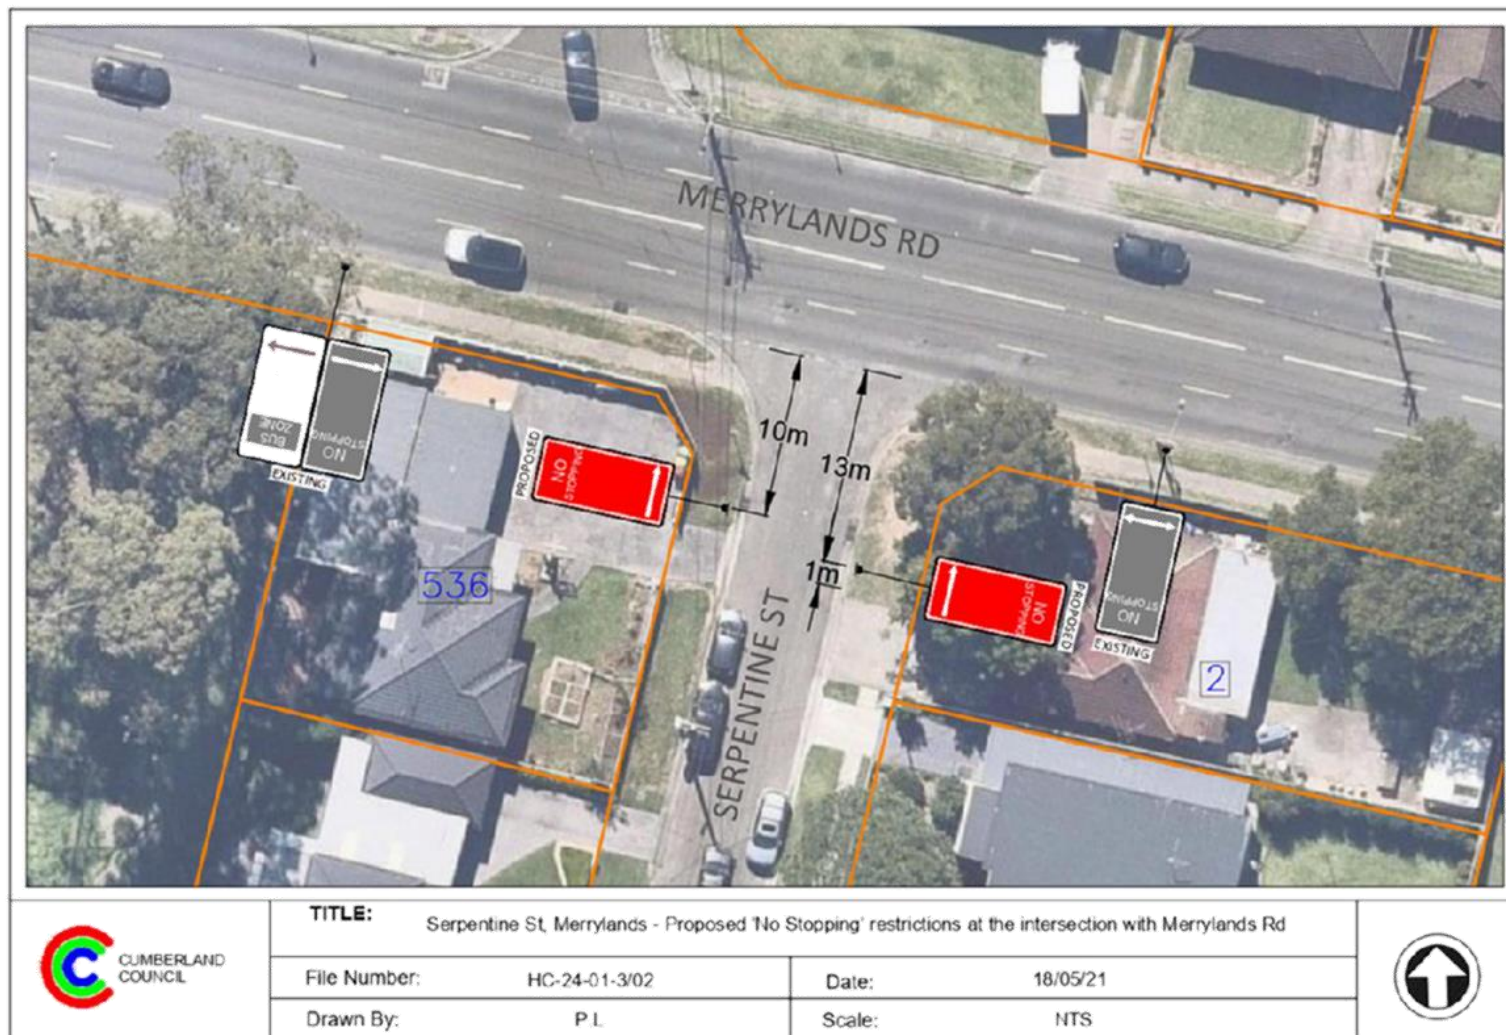 MERRYLANDS RD
10m
13m
1m
BUS
ZONE
NO
STOPPING
EXISTING
PROPOSED
NO
STOPPING
536
SERPENTINE ST
NO
STOPPING
PROPOSED
NO
STOPPING
EXISTING
2
CUMBERLAND
COUNCIL
TITLE: Serpentine St, Merrylands - Proposed 'No Stopping' restrictions at the intersection with Merrylands Rd
File Number: HC-24-01-3/02 Date: 18/05/21
Drawn By: P.L Scale: NTS